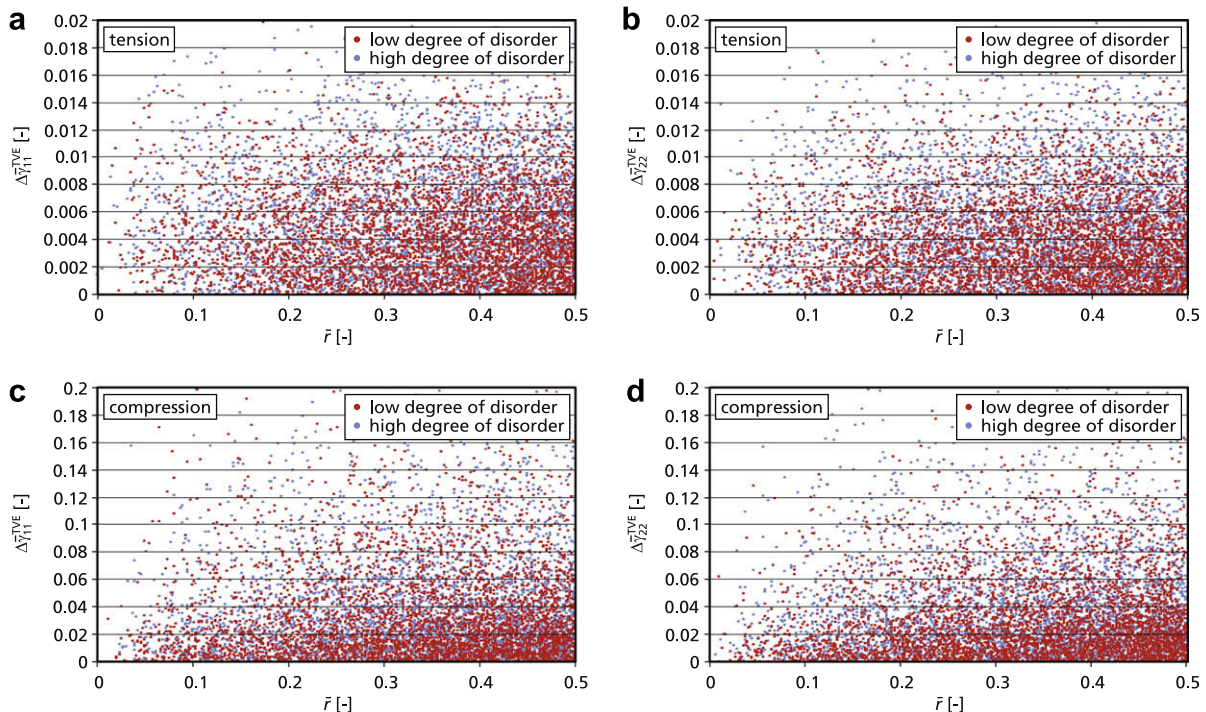 a
tension
low degree of disorder
high degree of disorder
0.02
0.018
0.016
0.014
0.012
0.01
0.008
0.006
0.004
0.002
0
Δγ̄₁₁ᵀⱽᴱ [-]
0 0.1 0.2 0.3 0.4 0.5
r̄ [-]
b
tension
low degree of disorder
high degree of disorder
0.02
0.018
0.016
0.014
0.012
0.01
0.008
0.006
0.004
0.002
0
Δγ̄₂₂ᵀⱽᴱ [-]
0 0.1 0.2 0.3 0.4 0.5
r̄ [-]
c
compression
low degree of disorder
high degree of disorder
0.2
0.18
0.16
0.14
0.12
0.1
0.08
0.06
0.04
0.02
0
Δγ̄₁₁ᵀⱽᴱ [-]
0 0.1 0.2 0.3 0.4 0.5
r̄ [-]
d
compression
low degree of disorder
high degree of disorder
0.2
0.18
0.16
0.14
0.12
0.1
0.08
0.06
0.04
0.02
0
Δγ̄₂₂ᵀⱽᴱ [-]
0 0.1 0.2 0.3 0.4 0.5
r̄ [-]